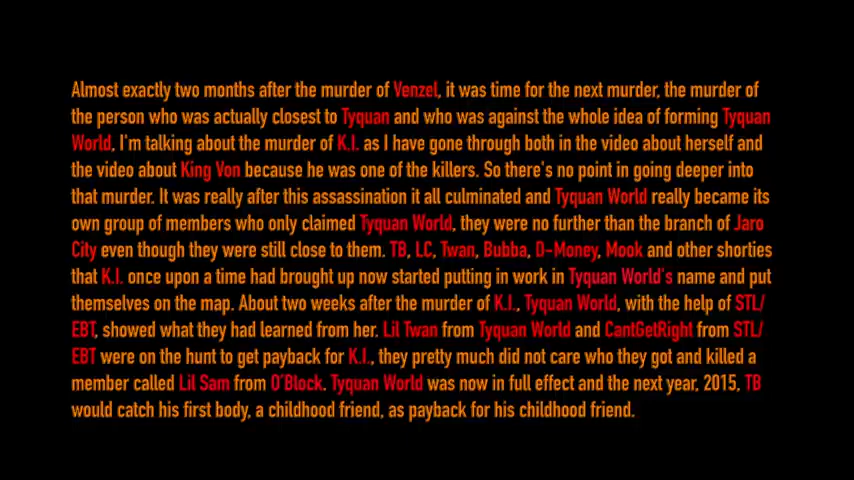 Almost exactly two months after the murder of Venzel, it was time for the next murder, the murder of
the person who was actually closest to Tyquan and who was against the whole idea of forming Tyquan
World, I'm talking about the murder of K.I. as I have gone through both in the video about herself and
the video about King Von because he was one of the killers. So there's no point in going deeper into
that murder. It was really after this assassination it all culminated and Tyquan World really became its
own group of members who only claimed Tyquan World, they were no further than the branch of Jaro
City even though they were still close to them. TB, LC, Twan, Bubba, D-Money, Mook and other shorties
that K.I. once upon a time had brought up now started putting in work in Tyquan World's name and put
themselves on the map. About two weeks after the murder of K.I., Tyquan World, with the help of STL/
EBT, showed what they had learned from her. Lil Twan from Tyquan World and CantGetRight from STL/
EBT were on the hunt to get payback for K.I., they pretty much did not care who they got and killed a
member called Lil Sam from O'Block. Tyquan World was now in full effect and the next year, 2015, TB
would catch his first body, a childhood friend, as payback for his childhood friend.